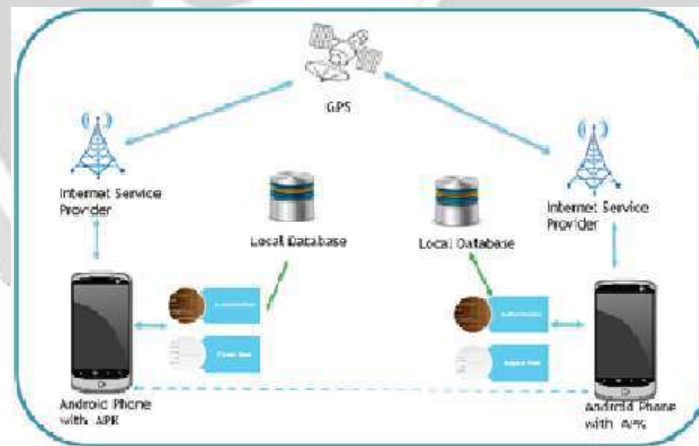 GPS
Internet Service
Provider
Internet Service
Provider
Local Database
Local Database
Android Phone
with APK
Android Phone
with APK